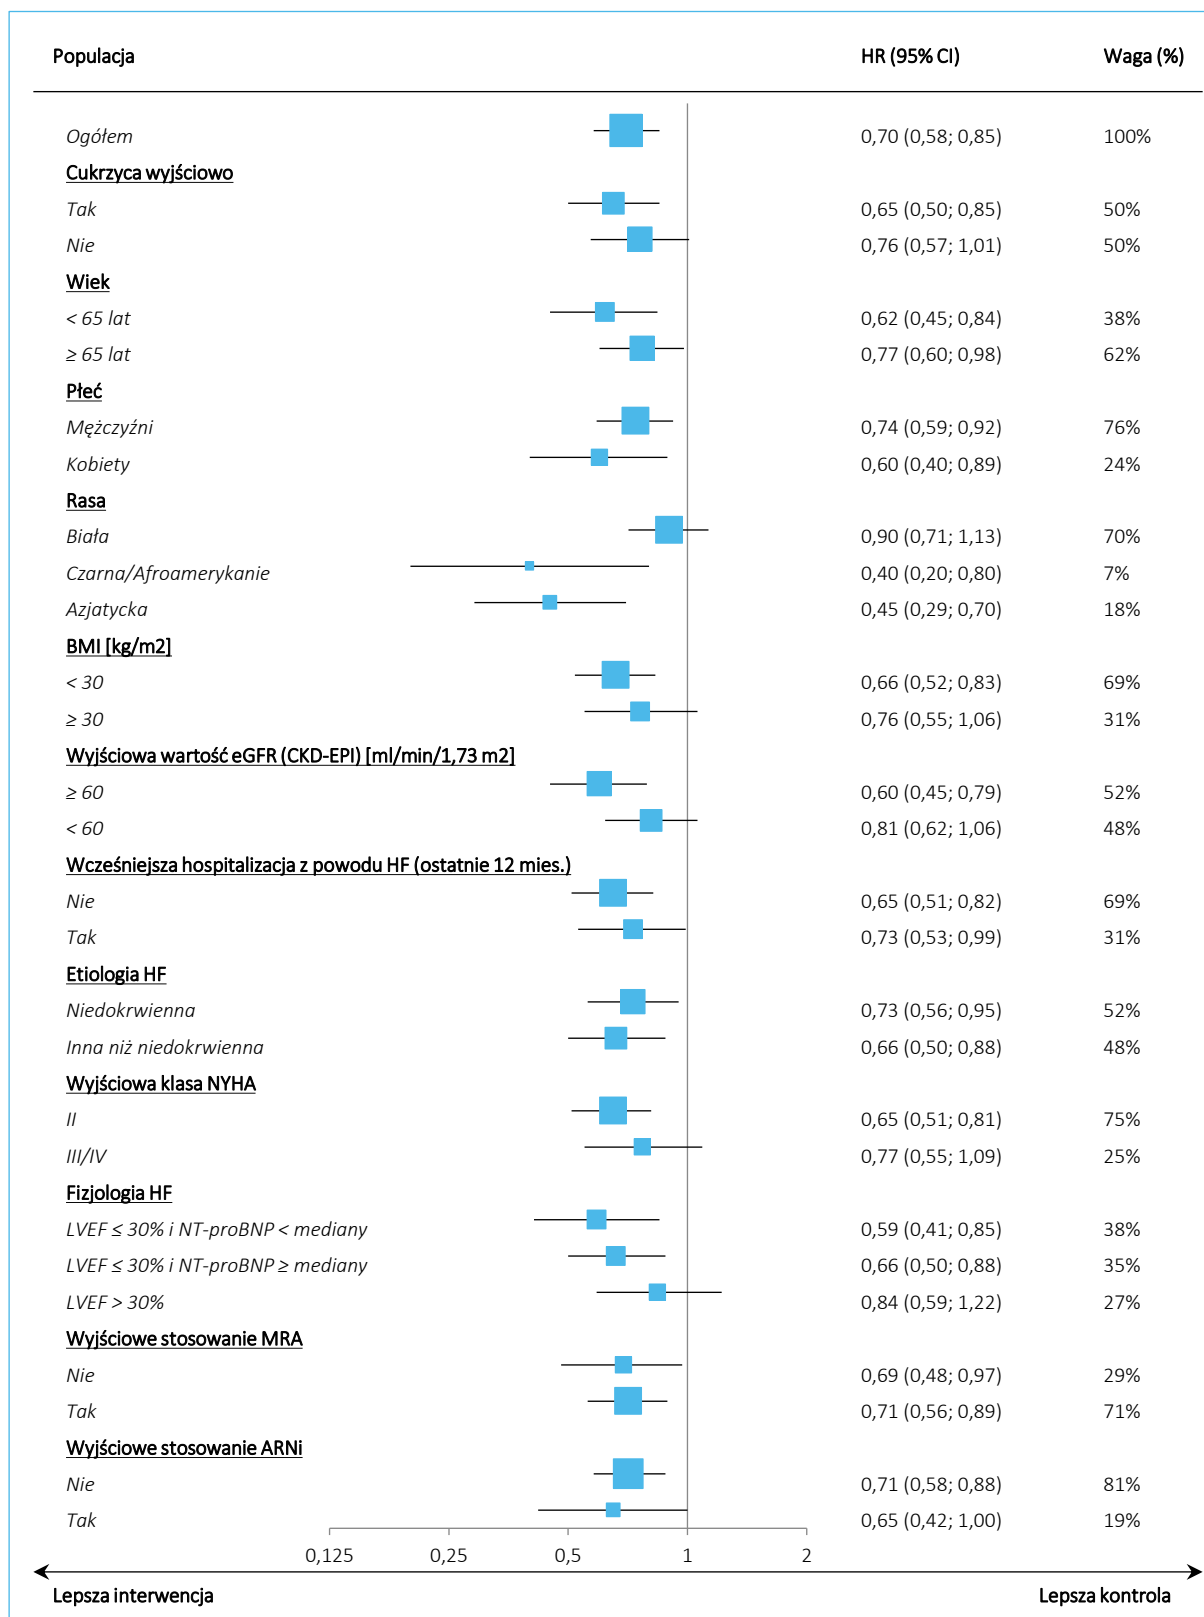 Populacja HR (95% CI) Waga (%)
Ogółem 0,70 (0,58; 0,85) 100%
Cukrzyca wyjściowo
Tak 0,65 (0,50; 0,85) 50%
Nie 0,76 (0,57; 1,01) 50%
Wiek
< 65 lat 0,62 (0,45; 0,84) 38%
≥ 65 lat 0,77 (0,60; 0,98) 62%
Płeć
Mężczyźni 0,74 (0,59; 0,92) 76%
Kobiety 0,60 (0,40; 0,89) 24%
Rasa
Biała 0,90 (0,71; 1,13) 70%
Czarna/Afroamerykanie 0,40 (0,20; 0,80) 7%
Azjatycka 0,45 (0,29; 0,70) 18%
BMI [kg/m2]
< 30 0,66 (0,52; 0,83) 69%
≥ 30 0,76 (0,55; 1,06) 31%
Wyjściowa wartość eGFR (CKD-EPI) [ml/min/1,73 m2]
≥ 60 0,60 (0,45; 0,79) 52%
< 60 0,81 (0,62; 1,06) 48%
Wcześniejsza hospitalizacja z powodu HF (ostatnie 12 mies.)
Nie 0,65 (0,51; 0,82) 69%
Tak 0,73 (0,53; 0,99) 31%
Etiologia HF
Niedokrwienna 0,73 (0,56; 0,95) 52%
Inna niż niedokrwienna 0,66 (0,50; 0,88) 48%
Wyjściowa klasa NYHA
II 0,65 (0,51; 0,81) 75%
III/IV 0,77 (0,55; 1,09) 25%
Fizjologia HF
LVEF ≤ 30% i NT-proBNP < mediany 0,59 (0,41; 0,85) 38%
LVEF ≤ 30% i NT-proBNP ≥ mediany 0,66 (0,50; 0,88) 35%
LVEF > 30% 0,84 (0,59; 1,22) 27%
Wyjściowe stosowanie MRA
Nie 0,69 (0,48; 0,97) 29%
Tak 0,71 (0,56; 0,89) 71%
Wyjściowe stosowanie ARNi
Nie 0,71 (0,58; 0,88) 81%
Tak 0,65 (0,42; 1,00) 19%
0,125 0,25 0,5 1 2
Lepsza interwencja Lepsza kontrola